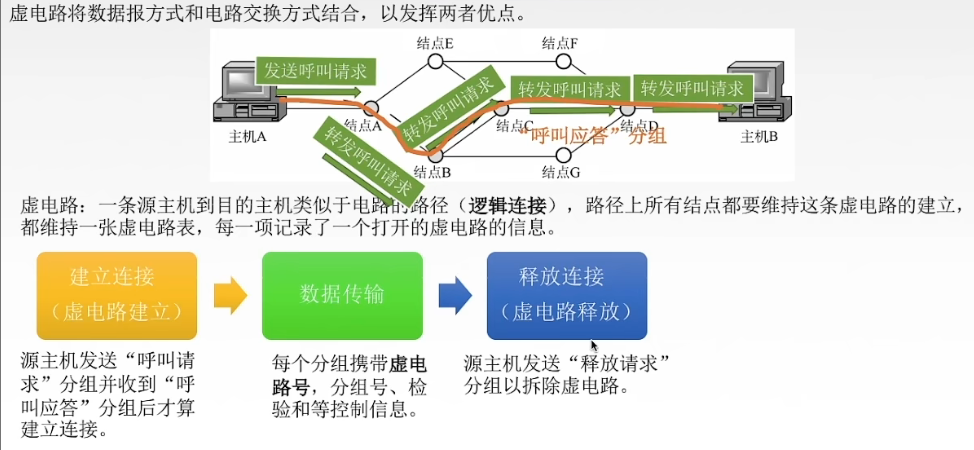 虚电路将数据报方式和电路交换方式结合，以发挥两者优点。
结点E
结点F
发送呼叫请求
转发呼叫请求
转发呼叫请求
转发呼叫请求
转发呼叫请求
结点A
结点C
结点D
“呼叫应答”分组
主机A
主机B
结点B
结点G
虚电路：一条源主机到目的主机类似于电路的路径（逻辑连接），路径上所有结点都要维持这条虚电路的建立，
都维持一张虚电路表，每一项记录了一个打开的虚电路的信息。
建立连接
（虚电路建立）
数据传输
释放连接
（虚电路释放）
源主机发送“呼叫请
求”分组并收到“呼
叫应答”分组后才算
建立连接。
每个分组携带虚电
路号，分组号、检
验和等控制信息。
源主机发送“释放请求”
分组以拆除虚电路。